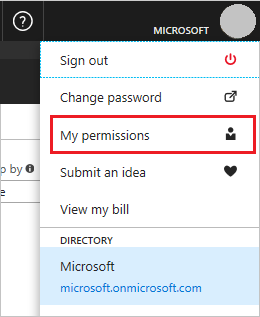 ?
MICROSOFT
Sign out
Change password
My permissions
p by
Submit an idea
e
View my bill
DIRECTORY
Microsoft
microsoft.onmicrosoft.com